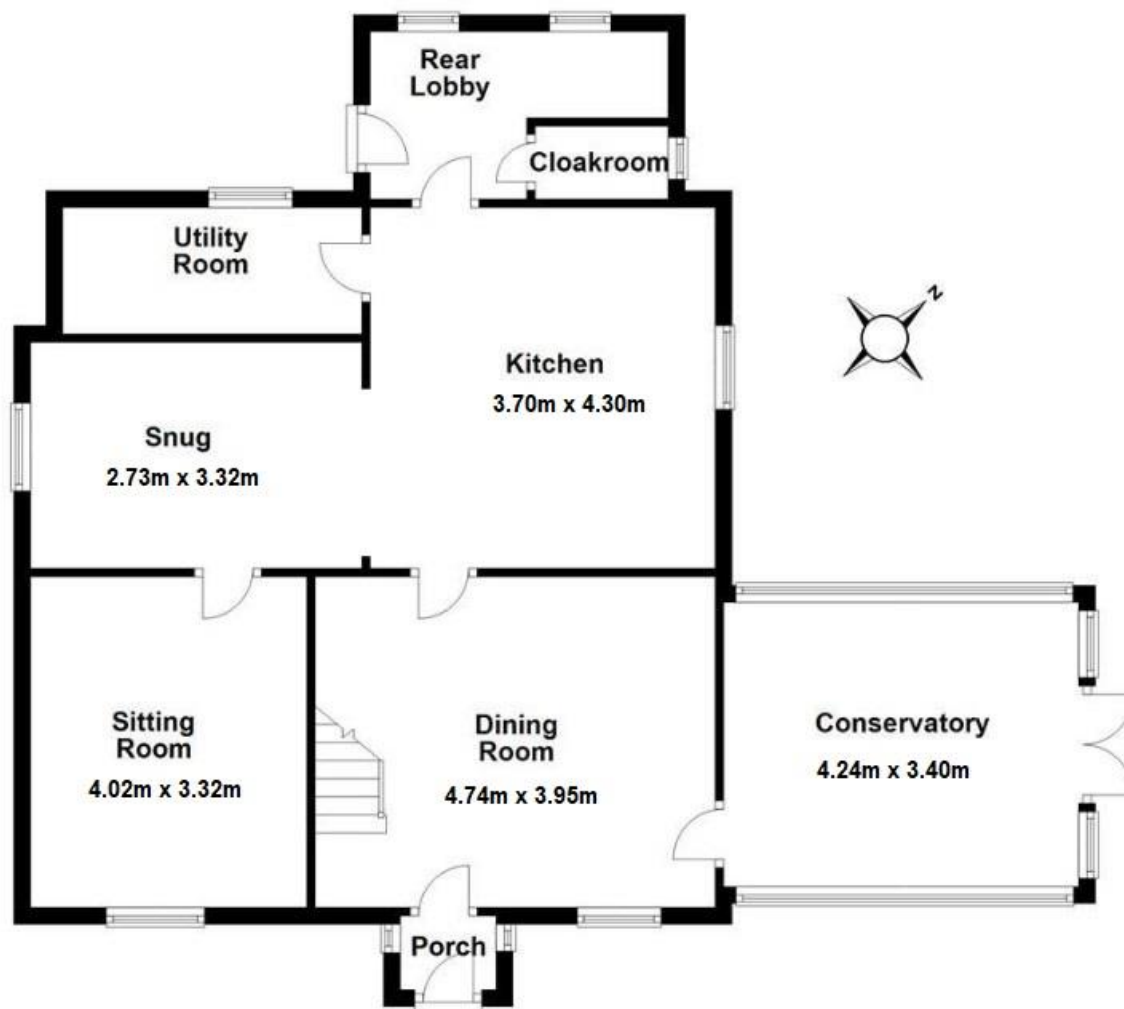 Rear
Lobby
Cloakroom
Utility
Room
N
Kitchen
3.70m x 4.30m
Snug
2.73m x 3.32m
Sitting
Room
4.02m x 3.32m
Dining
Room
4.74m x 3.95m
Conservatory
4.24m x 3.40m
Porch